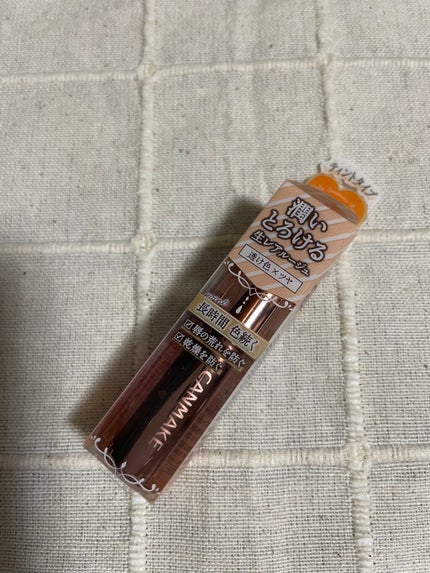 ティントタイプ
潤い
とろける
生レアルージュ
透け色×ツヤ
長時間 色続く
☑唇の荒れを防ぐ
☑乾燥を防ぐ
CANMAKE